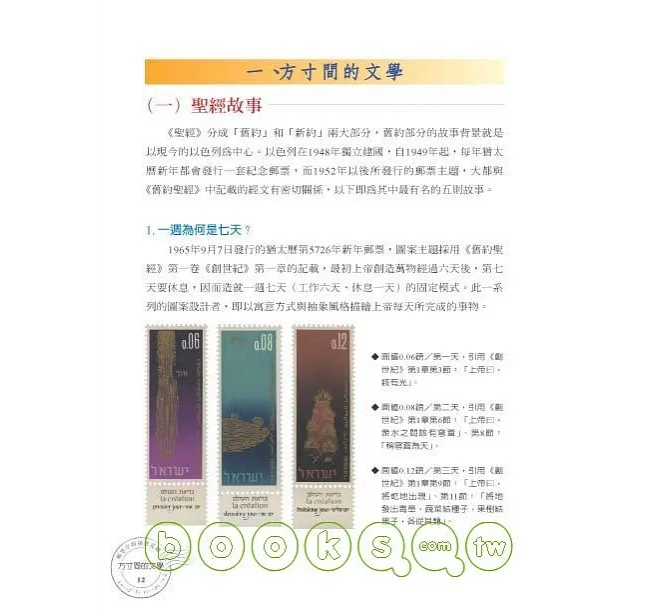 一、方寸間的文學
(一) 聖經故事
《聖經》分成「舊約」和「新約」兩大部分，舊約部分的故事背景就是
以現今的以色列為中心。以色列在1948年獨立建國，自1949年起，每年猶太
曆新年都會發行一套紀念郵票，而1952年以後所發行的郵票主題，大都與
《舊約聖經》中記載的經文有密切關係，以下即為其中最有名的五則故事。
1. 一週為何是七天？
1965年9月7日發行的猶太曆第5726年新年郵票，圖案主題採用《舊約聖
經》第一卷《創世紀》第一章的記載，最初上帝創造萬物經過六天後，第七
天要休息，因而造就一週七天（工作六天、休息一天）的固定模式。此一系
列的圖案設計者，即以寓意方式與抽象風格描繪上帝每天所完成的事物。
0.06
0.08
0.12
ישראל
ישראל
ישראל
בריאת העולם
la création
בריאת העולם
la création
בריאת העולם
la création
◆面值0.06鎊／第一天，引用《創
世紀》第1章第3節：「上帝曰，
該有光」。
◆面值0.08鎊／第二天，引用《創
世紀》第1章第6節：「上帝曰，
眾水之間該有穹蒼」、第8節：
「稱穹蒼為天」。
◆面值0.12鎊／第三天，引用《創
世紀》第1章第9節：「上帝曰，
將乾地出現」、第11節：「將地
發出青草，蔬菜結種子，果樹結
果子，各從其類」。
books.com.tw
方寸間的文學
12